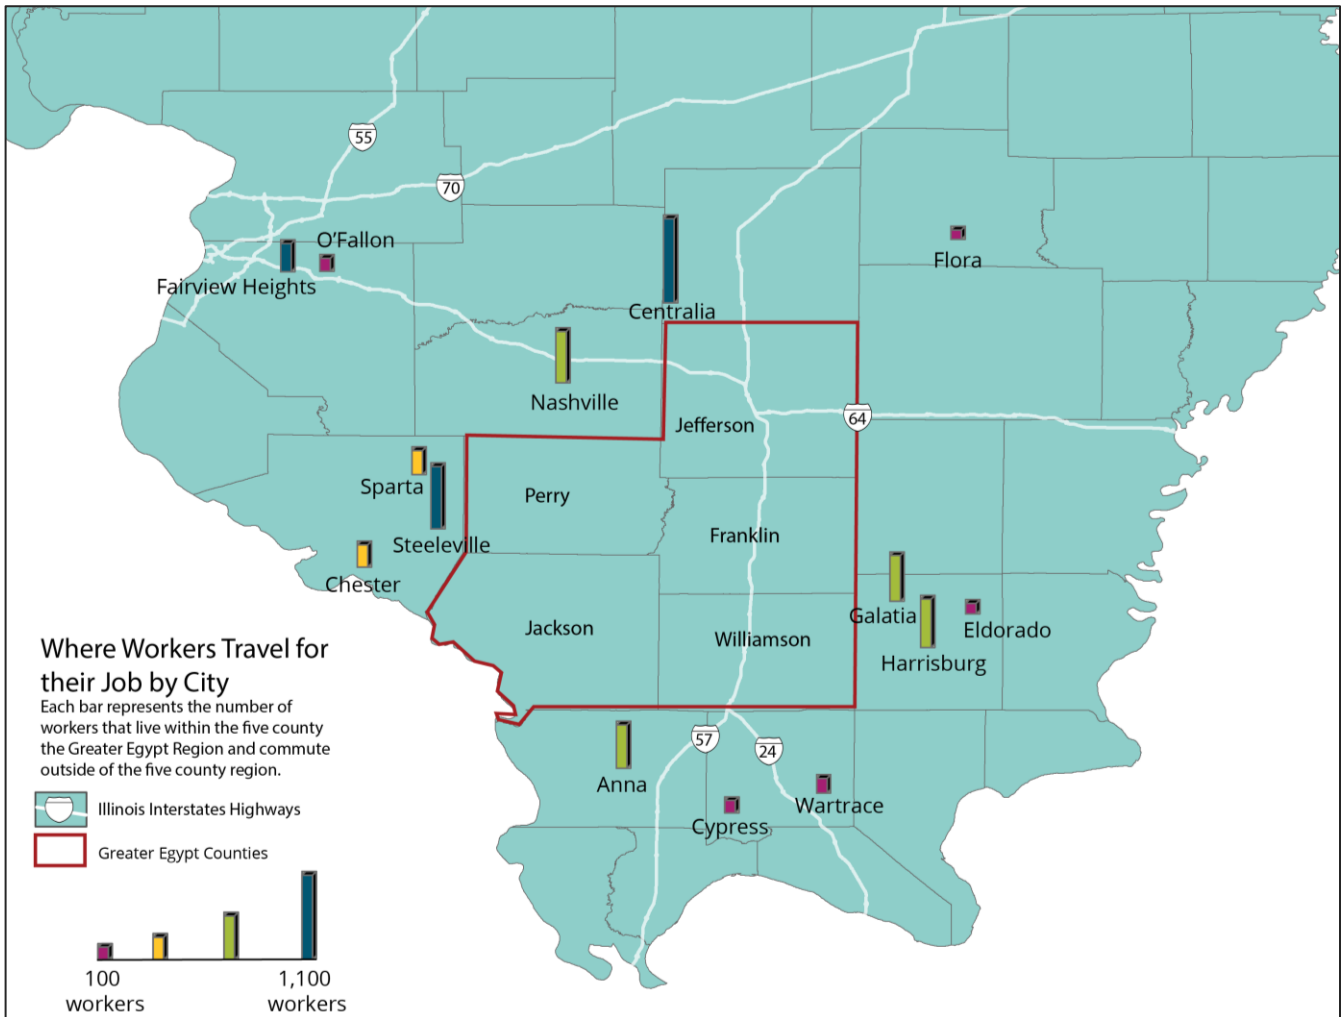 55
70
O'Fallon
Fairview Heights
Flora
Centralia
Nashville
Jefferson
64
Sparta
Perry
Steeleville
Franklin
Chester
Galatia
Eldorado
Jackson
Williamson
Harrisburg
Where Workers Travel for
their Job by City
Each bar represents the number of
workers that live within the five county
the Greater Egypt Region and commute
outside of the five county region.
57
24
Anna
Wartrace
Cypress
Illinois Interstates Highways
Greater Egypt Counties
100
workers
1,100
workers